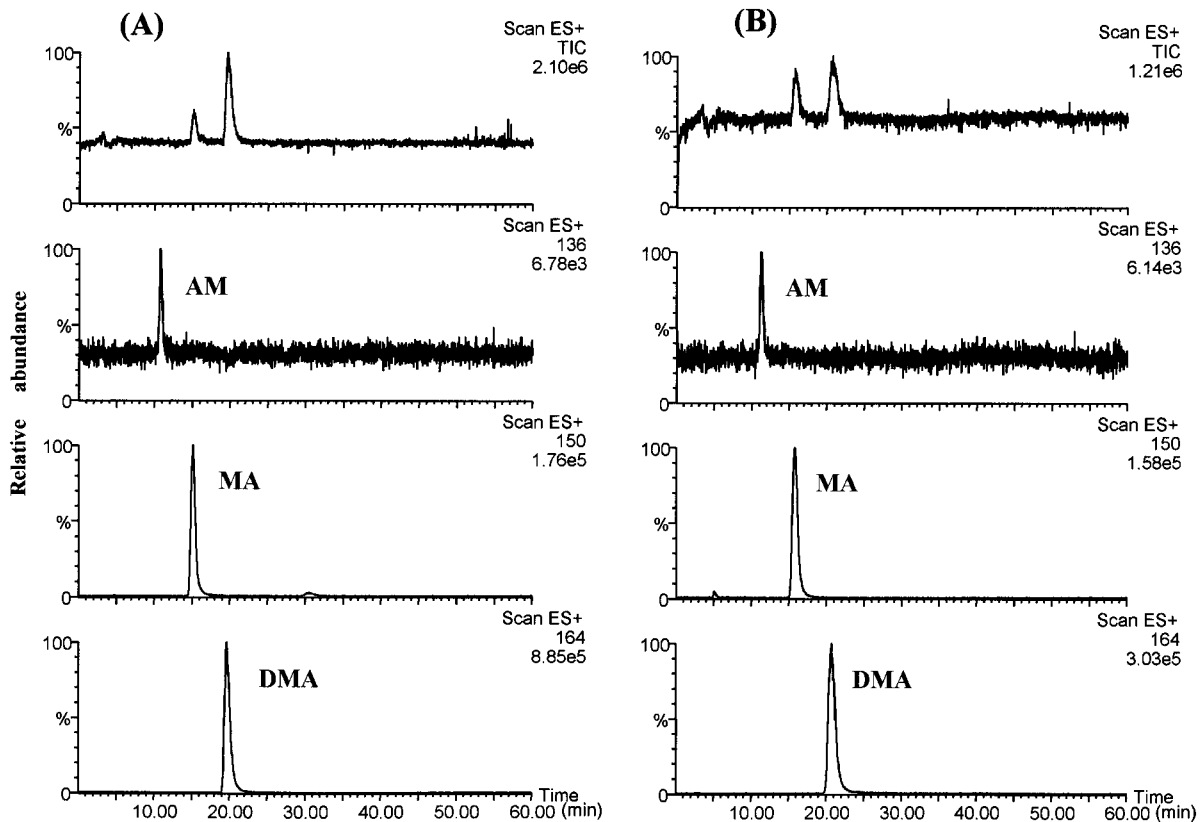 (A)
Scan ES+
TIC
2.10e6
100
%
0
Scan ES+
136
6.78e3
100
AM
%
0
Scan ES+
150
1.76e5
100
MA
%
0
Scan ES+
164
8.85e5
100
DMA
%
0
10.00 20.00 30.00 40.00 50.00 60.00
Time
(min)
Relative abundance
(B)
Scan ES+
TIC
1.21e6
100
%
0
Scan ES+
136
6.14e3
100
AM
%
0
Scan ES+
150
1.58e5
100
MA
%
0
Scan ES+
164
3.03e5
100
DMA
%
0
10.00 20.00 30.00 40.00 50.00 60.00
Time
(min)